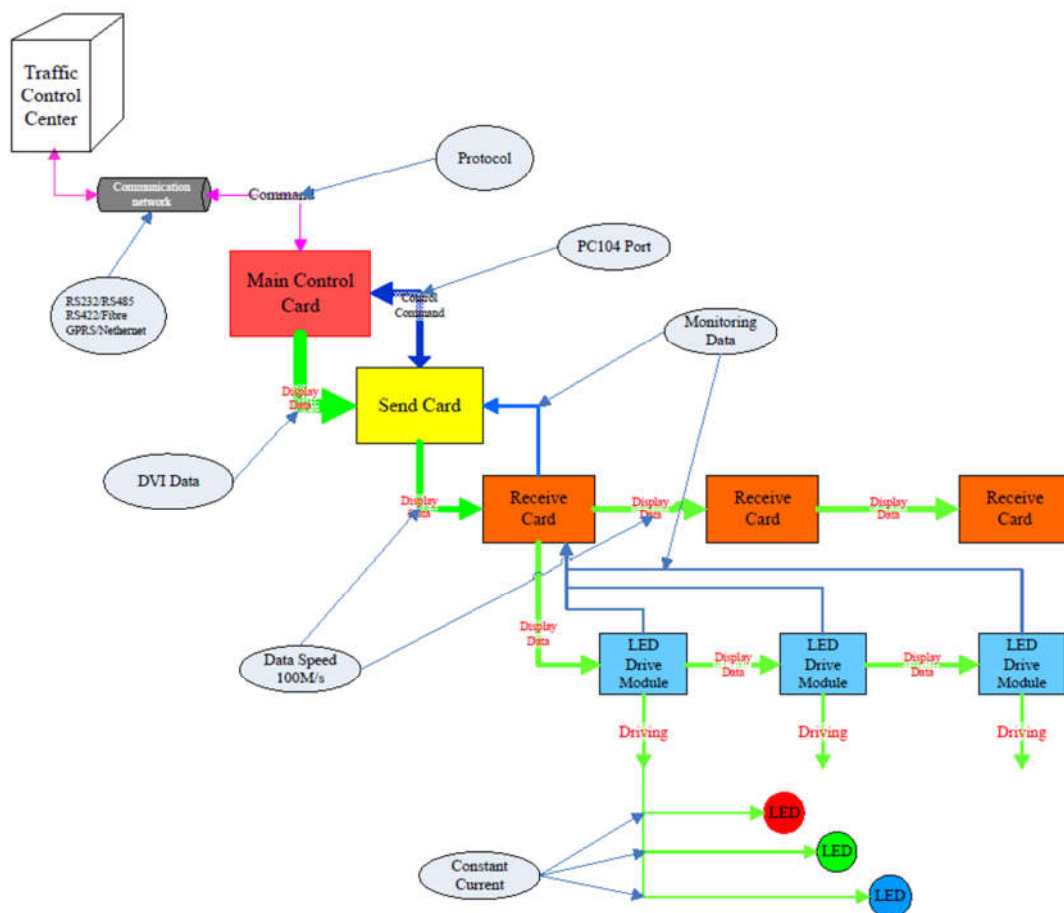 Traffic
Control
Center
Protocol
Communication
network
Command
PC104 Port
Main Control
Card
Control
Command
RS232/RS485
RS422/Fibre
GPRS/Nethernet
Monitoring
Data
Display
Data
Send Card
DVI Data
Display
Data
Receive
Card
Display
Data
Receive
Card
Display
Data
Receive
Card
Display
Data
Data Speed
100M/s
LED
Drive
Module
Display
Data
LED
Drive
Module
Display
Data
LED
Drive
Module
Driving
Driving
Driving
LED
LED
Constant
Current
LED